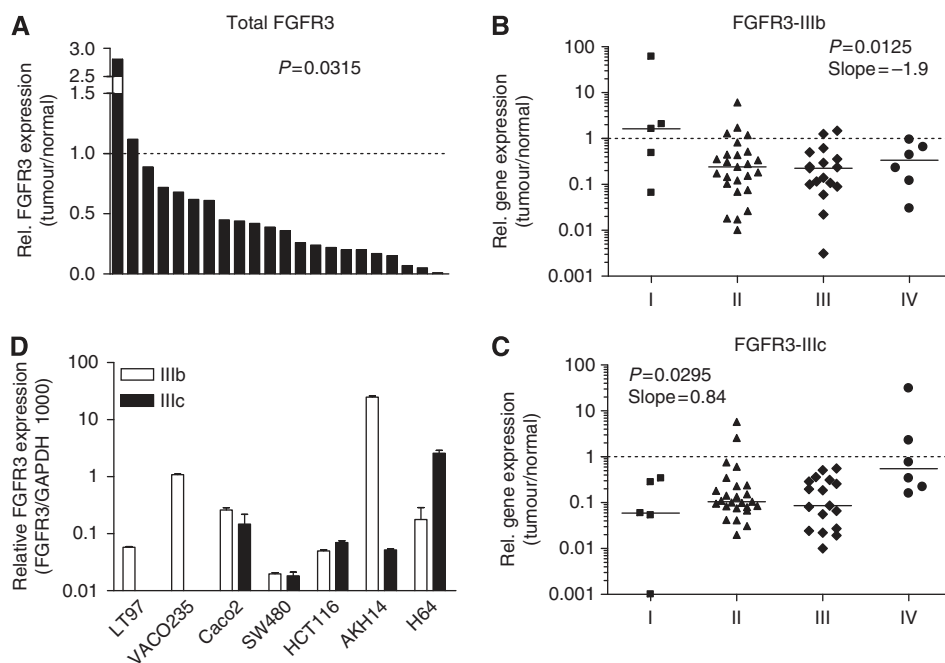 A
Total FGFR3
P=0.0315
Rel. FGFR3 expression
(tumour/normal)
3.0
2.5
1.5
1.0
0.5
0.0
B
FGFR3-IIIb
P=0.0125
Slope=–1.9
Rel. gene expression
(tumour/normal)
100
10
1
0.1
0.01
0.001
I
II
III
IV
D
IIIb
IIIc
Relative FGFR3 expression
(FGFR3/GAPDH 1000)
100
10
1
0.1
0.01
LT97
VACO235
Caco2
SW480
HCT116
AKH14
H64
C
FGFR3-IIIc
P=0.0295
Slope=0.84
Rel. gene expression
(tumour/normal)
100
10
1
0.1
0.01
0.001
I
II
III
IV